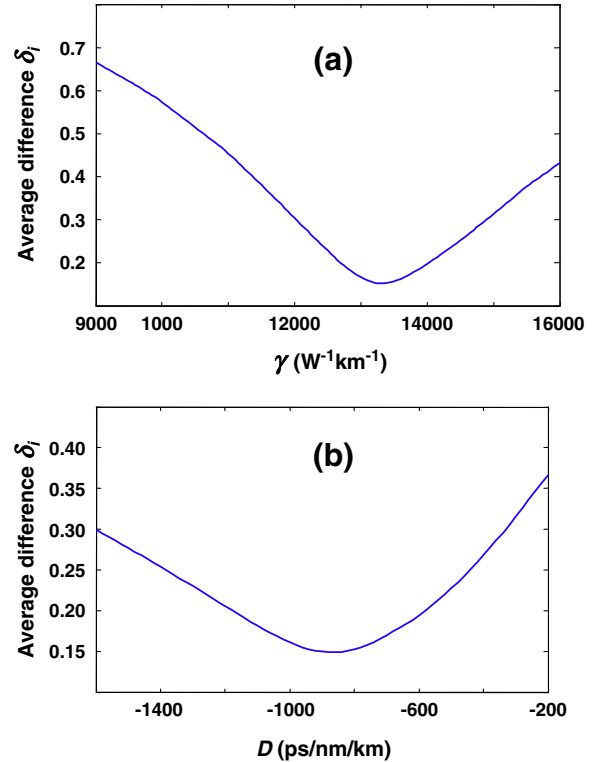 (a)
Average difference δi
0.7
0.6
0.5
0.4
0.3
0.2
9000 1000 12000 14000 16000
γ (W-1km-1)
(b)
Average difference δi
0.40
0.35
0.30
0.25
0.20
0.15
-1400 -1000 -600 -200
D (ps/nm/km)